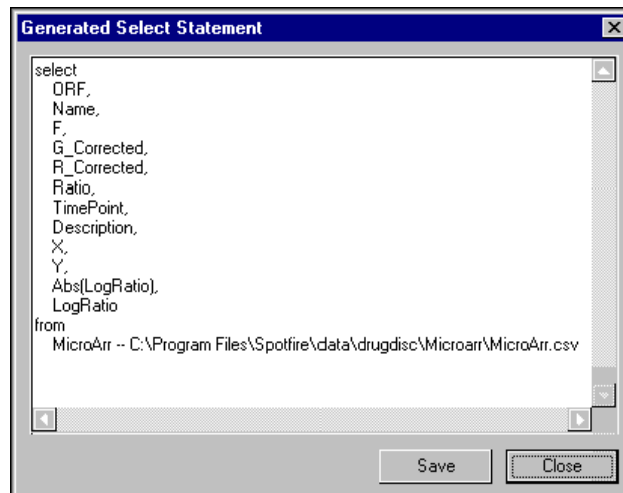 Generated Select Statement
select
ORF,
Name,
F,
G_Corrected,
R_Corrected,
Ratio,
TimePoint,
Description,
X,
Y,
Abs(LogRatio),
LogRatio
from
MicroArr -- C:\Program Files\Spotfire\data\drugdisc\Microarr\MicroArr.csv
Save
Close